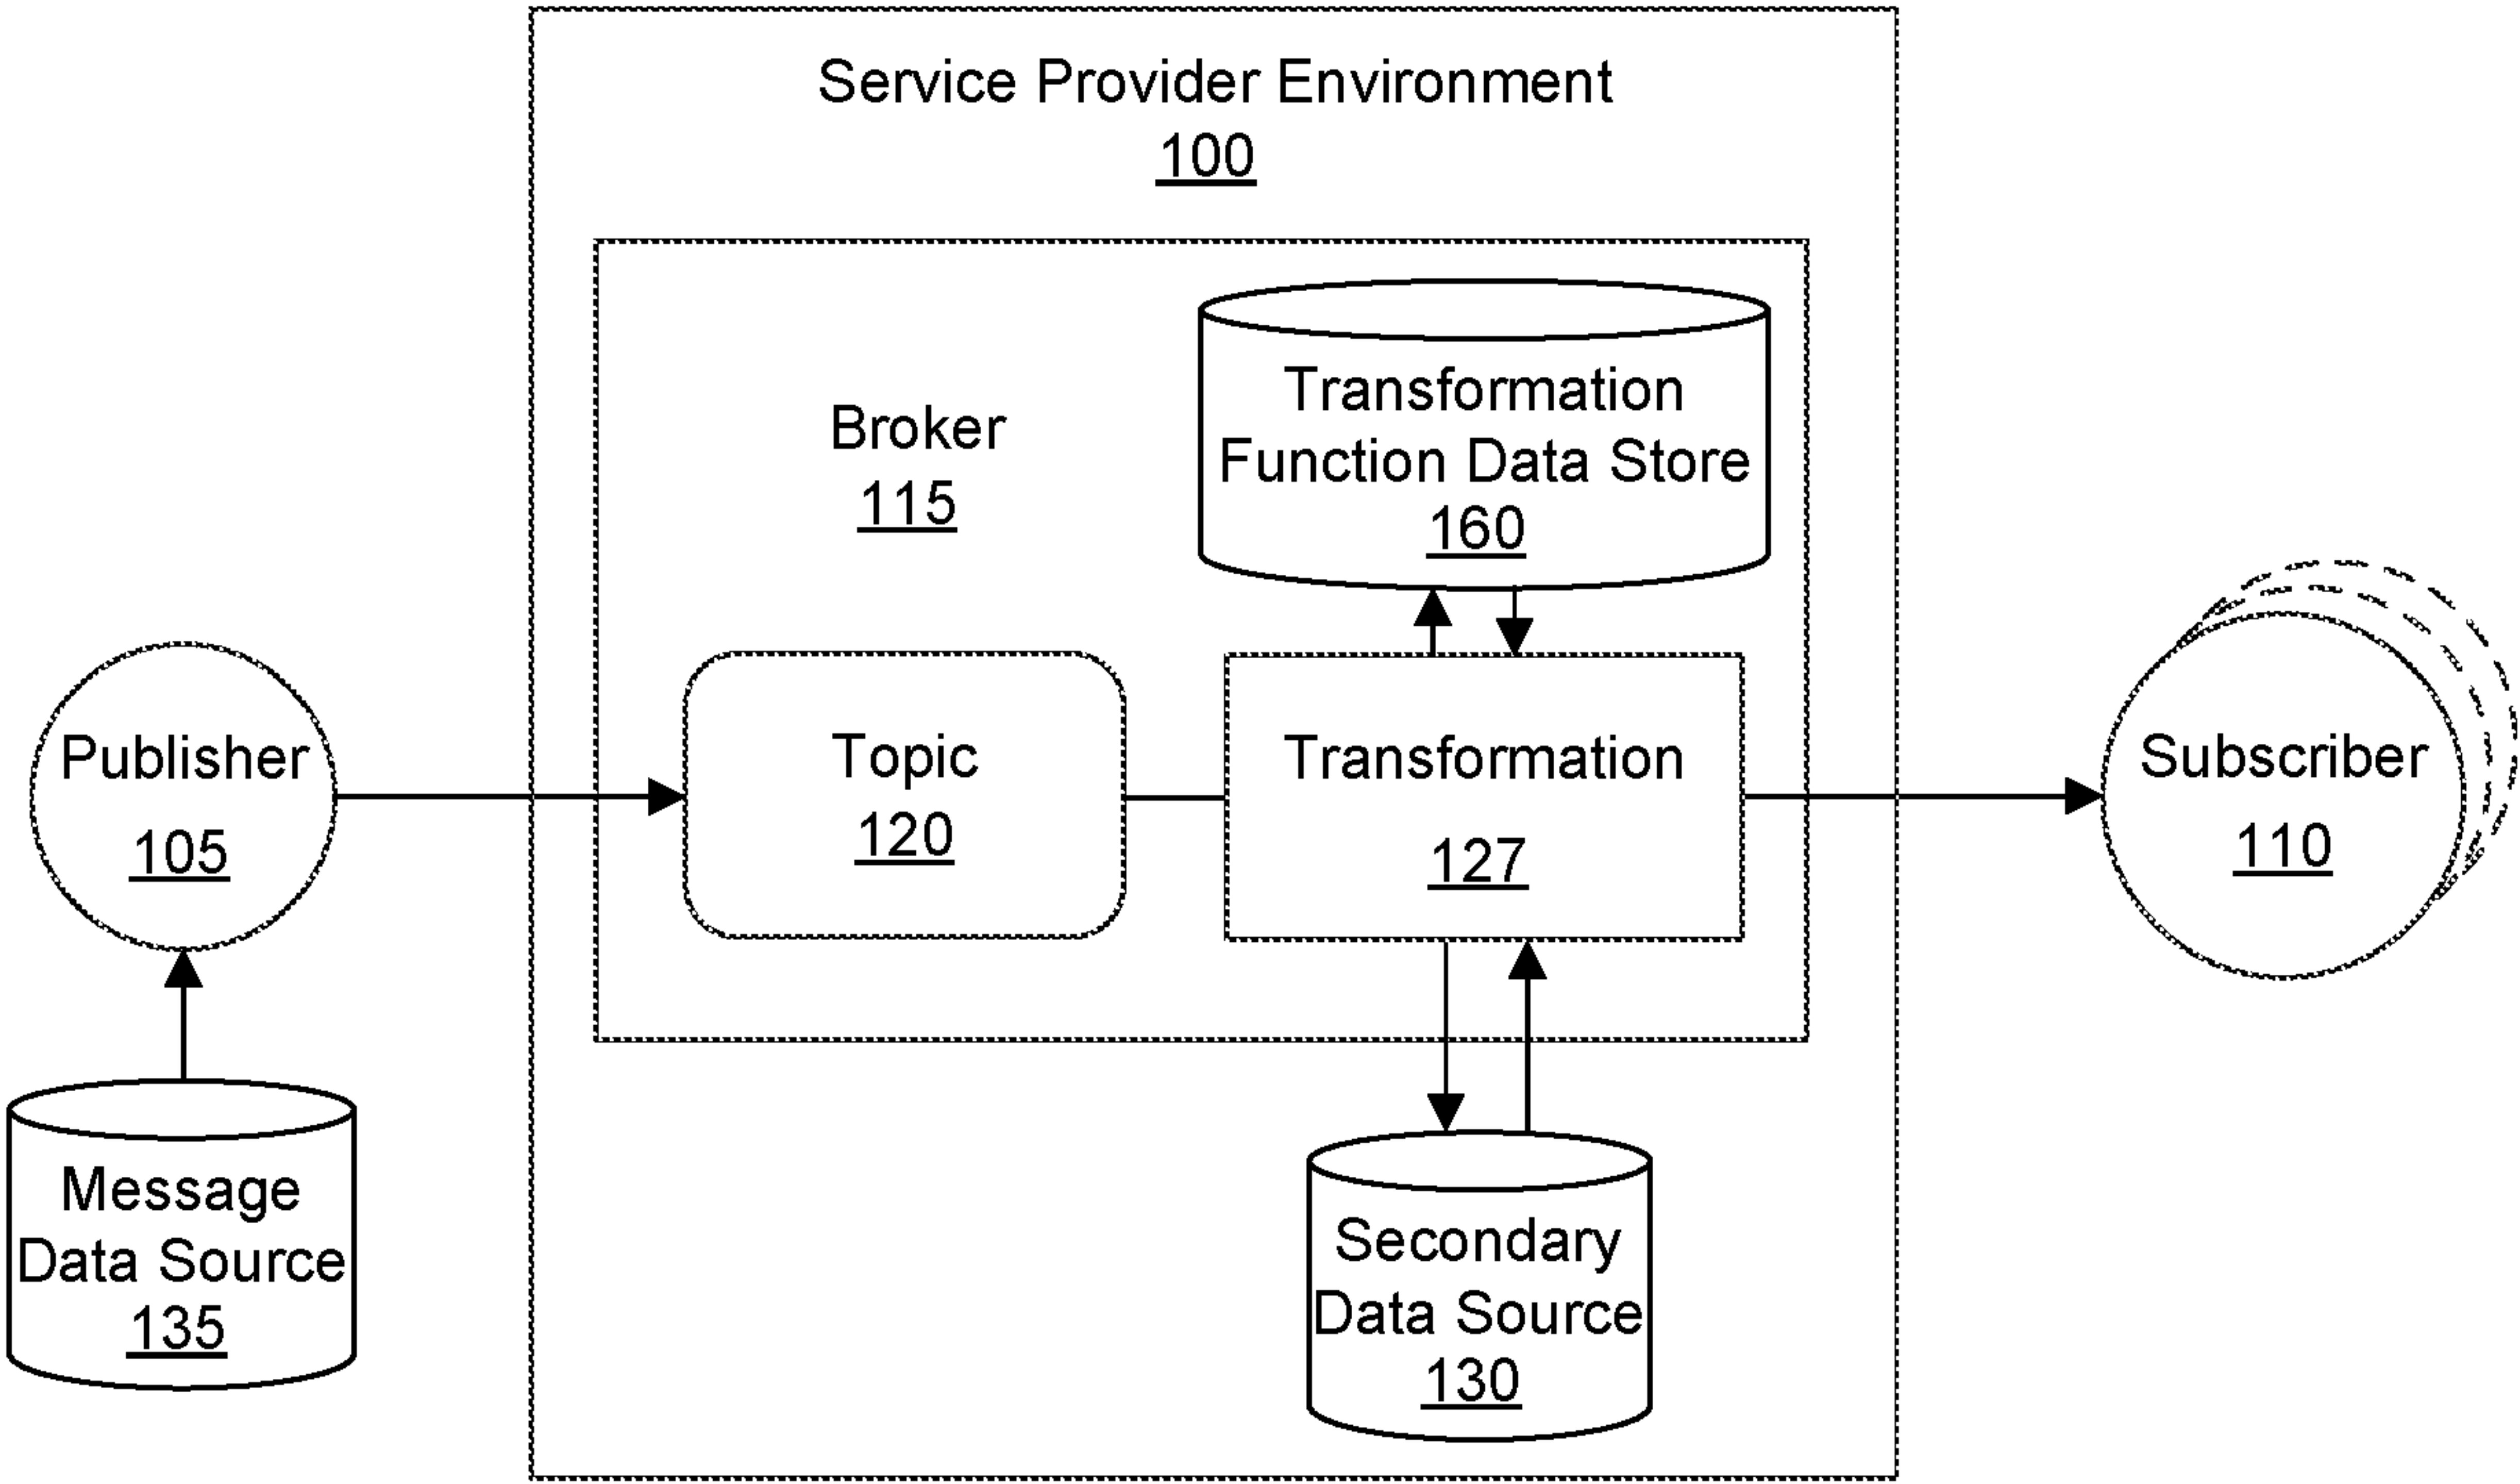 Service Provider Environment
100
Broker
115
Transformation
Function Data Store
160
Publisher
105
Topic
120
Transformation
127
Subscriber
110
Message
Data Source
135
Secondary
Data Source
130